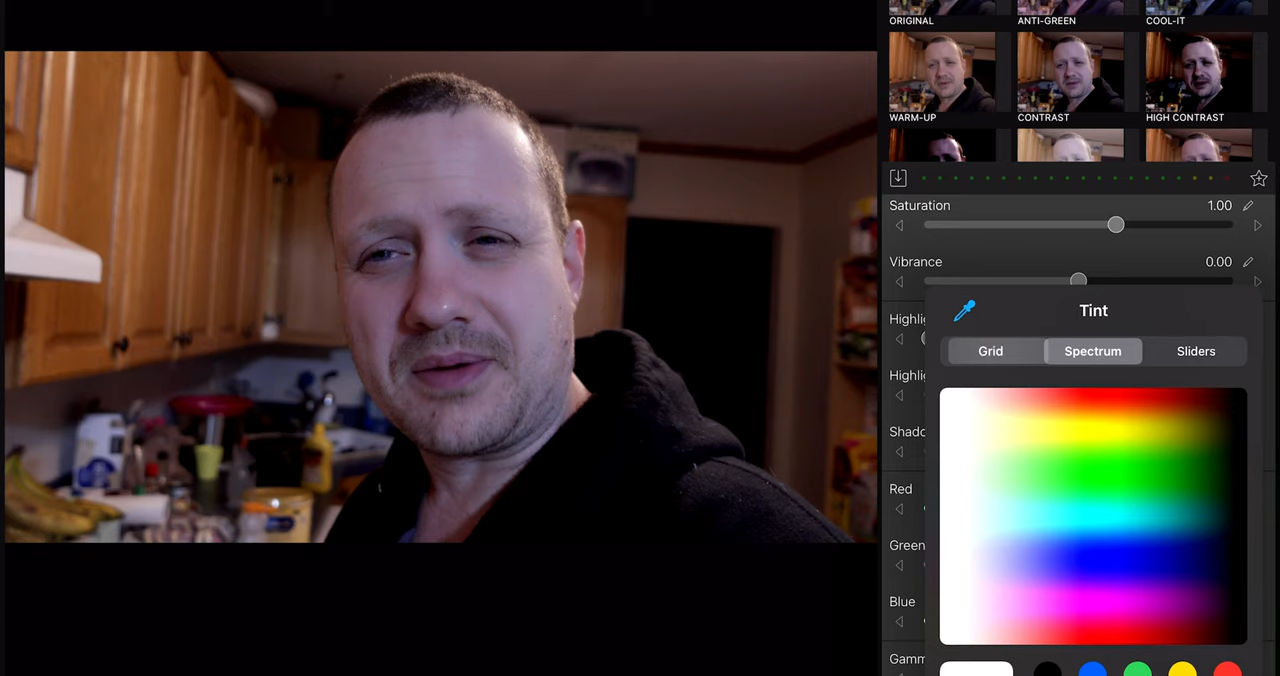 ORIGINAL ANTI-GREEN COOL-IT
WARM-UP CONTRAST HIGH CONTRAST
Saturation 1.00
Vibrance 0.00
Tint
Grid Spectrum Sliders
Highli
Highli
Shado
Red
Green
Blue
Gamm